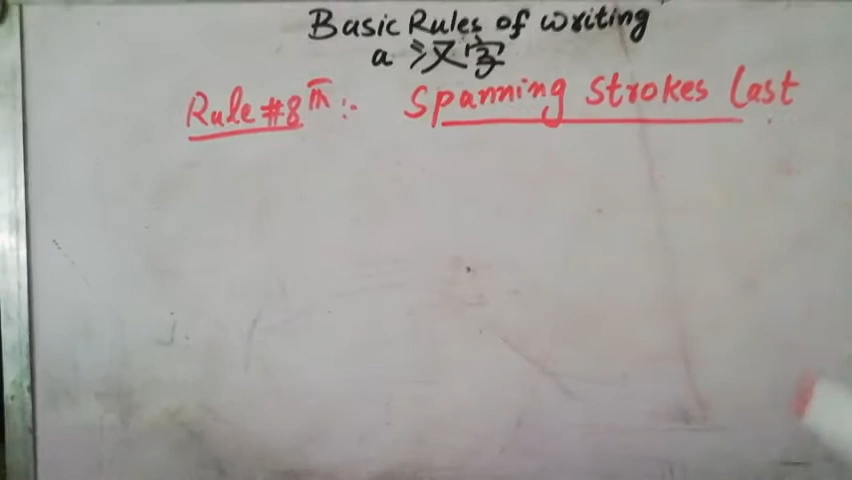 Basic Rules of writing
a 汉字
Rule #8th:- Spanning Strokes last